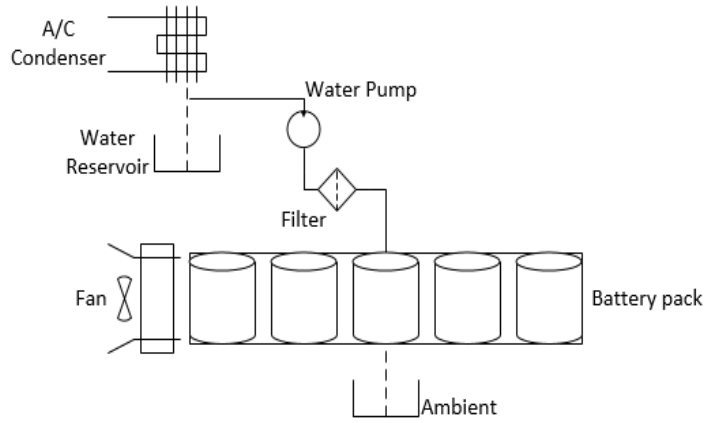 A/C
Condenser
Water Pump
Water
Reservoir
Filter
Fan
Battery pack
Ambient